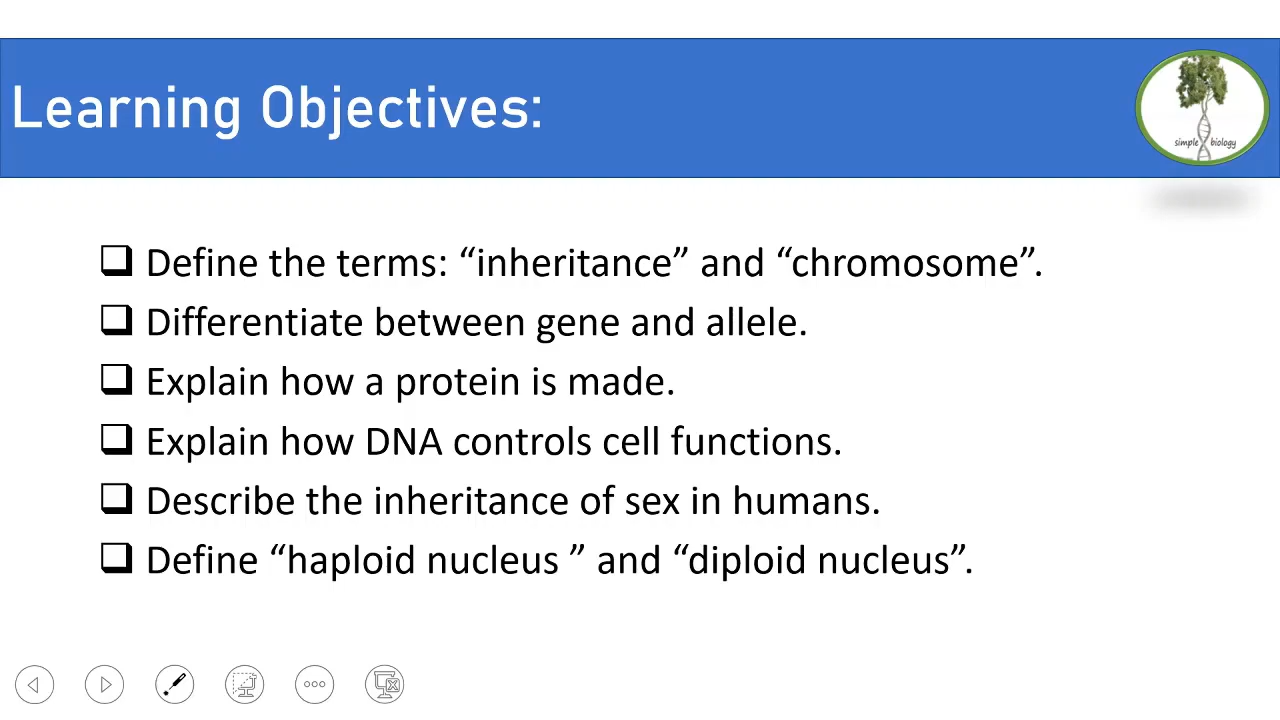 Learning Objectives:
simple biology
Define the terms: “inheritance” and “chromosome”.
Differentiate between gene and allele.
Explain how a protein is made.
Explain how DNA controls cell functions.
Describe the inheritance of sex in humans.
Define “haploid nucleus ” and “diploid nucleus”.